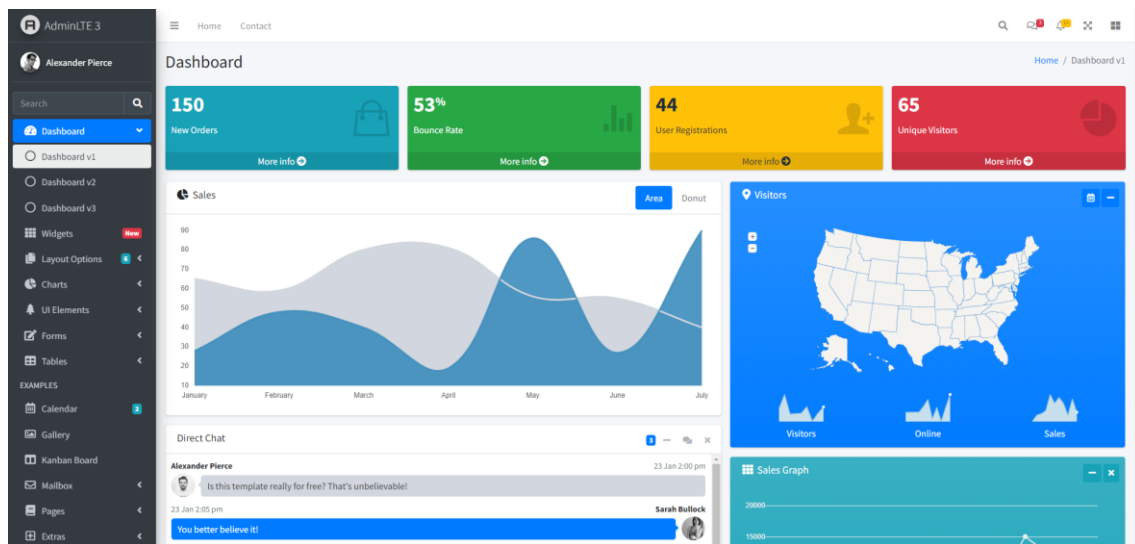 AdminLTE 3
Home Contact
3
15
Alexander Pierce
Dashboard
Home / Dashboard v1
Search
Dashboard
Dashboard v1
Dashboard v2
Dashboard v3
Widgets New
Layout Options 6
Charts
UI Elements
Forms
Tables
EXAMPLES
Calendar 2
Gallery
Kanban Board
Mailbox
Pages
Extras
150
New Orders
More info
53%
Bounce Rate
More info
44
User Registrations
More info
65
Unique Visitors
More info
Sales
Area Donut
90
80
70
60
50
40
30
20
10
January February March April May June July
Visitors
+
−
Visitors Online Sales
Direct Chat
3
Alexander Pierce 23 Jan 2:00 pm
Is this template really for free? That's unbelievable!
23 Jan 2:05 pm Sarah Bullock
You better believe it!
Sales Graph
20000
15000